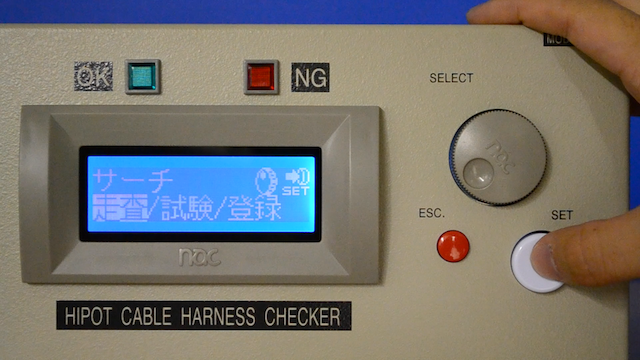 OK
NG
SELECT
nac
サーチ
SET
走査/試験/登録
ESC.
SET
nac
HIPOT CABLE HARNESS CHECKER